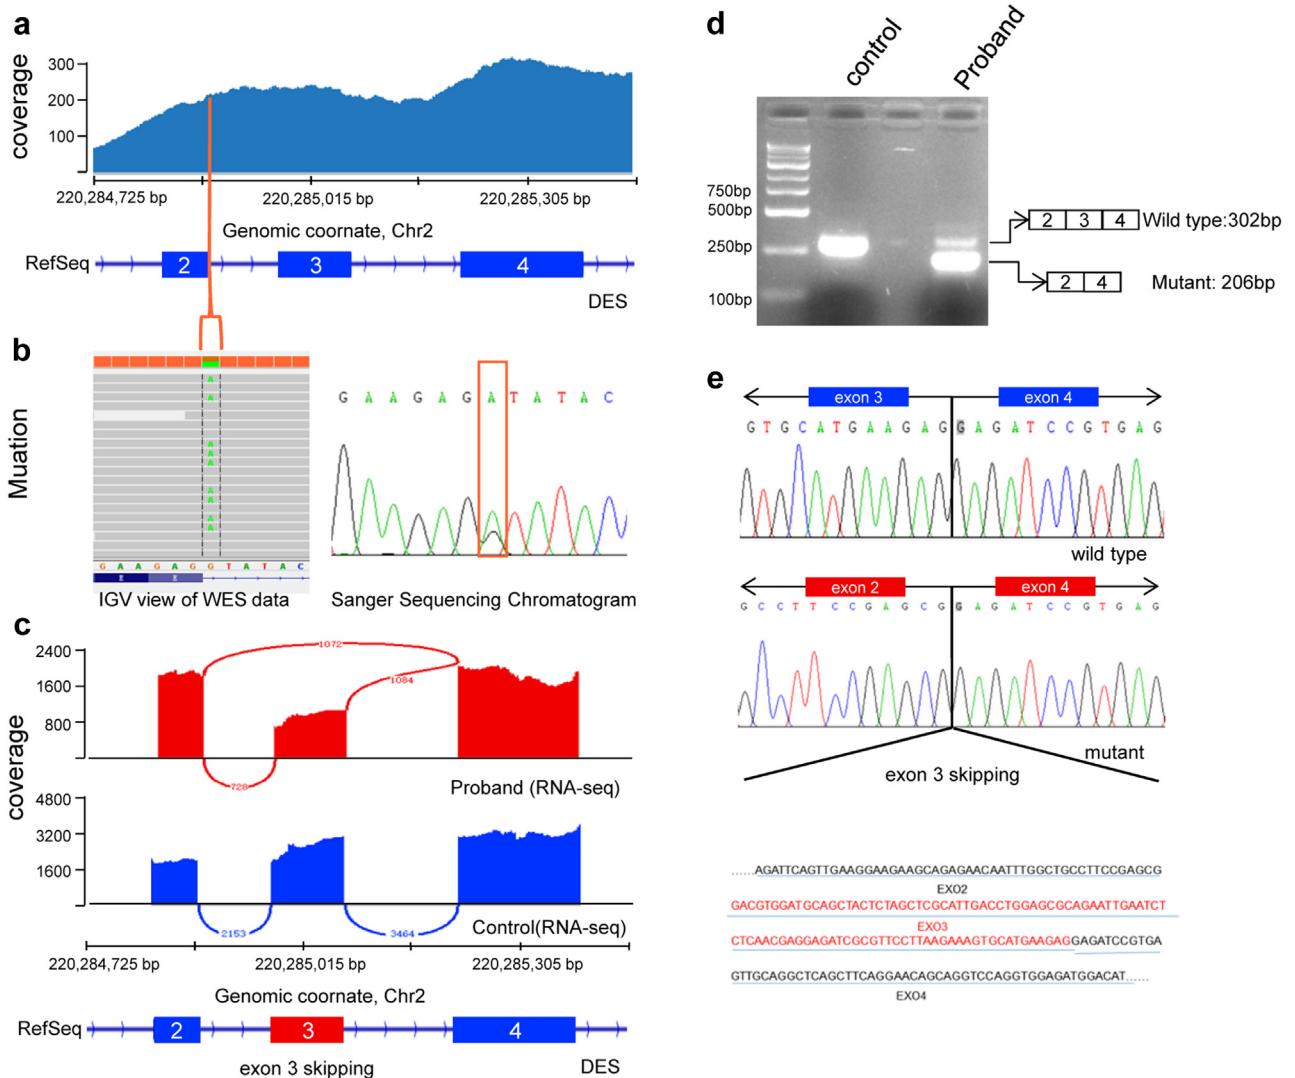 a
coverage
300
200
100
220,284,725 bp
220,285,015 bp
220,285,305 bp
Genomic coornate, Chr2
RefSeq
2
3
4
DES
b
Muation
A
A
A
A
A
A
A
A
A
G A A G A G G T A T A C
E E
IGV view of WES data
G A A G A G A T A T A C
Sanger Sequencing Chromatogram
c
coverage
2400
1600
800
1072
1084
728
Proband (RNA-seq)
4800
3200
1600
2153
3464
Control(RNA-seq)
220,284,725 bp
220,285,015 bp
220,285,305 bp
Genomic coornate, Chr2
RefSeq
2
3
4
exon 3 skipping
DES
d
control
Proband
750bp
500bp
250bp
100bp
2 3 4 Wild type:302bp
2 4 Mutant: 206bp
e
exon 3
exon 4
G T G C A T G A A G A G G A G A T C C G T G A G
wild type
exon 2
exon 4
G C C T T C C G A G C G G A G A T C C G T G A G
mutant
exon 3 skipping
......AGATTCAGTTGAAGGAAGAAGCAGAGAACAATTTGGCTGCCTTCCGAGCG
EXO2
GACGTGGATGCAGCTACTCTAGCTCGCATTGACCTGGAGCGCAGAATTGAATCT
EXO3
CTCAACGAGGAGATCGCGTTCCTTAAGAAAGTGCATGAAGAGGAGATCCGTGA
GTTGCAGGCTCAGCTTCAGGAACAGCAGGTCCAGGTGGAGATGGACAT......
EXO4